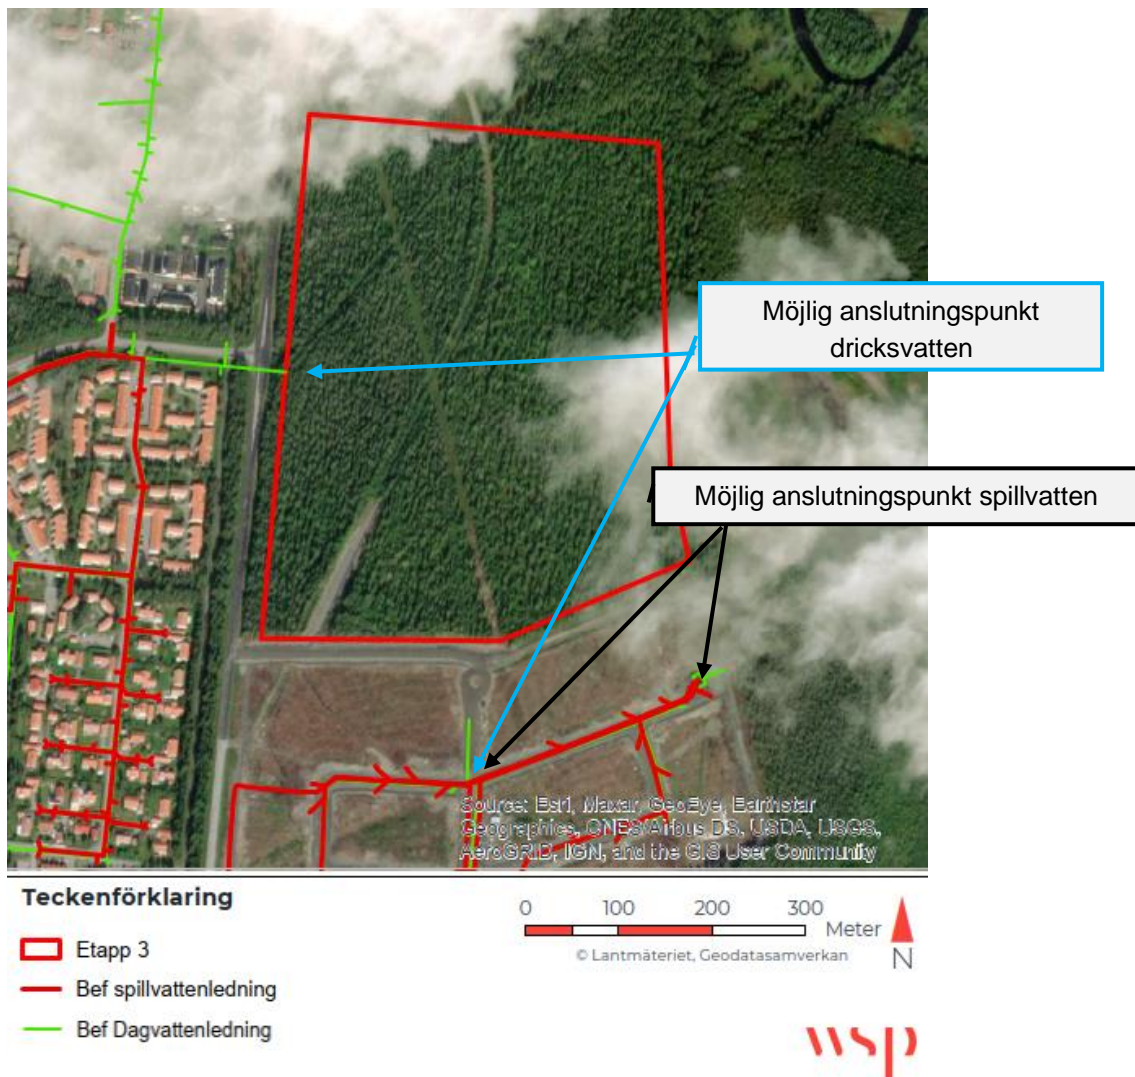 Möjlig anslutningspunkt
dricksvatten
Möjlig anslutningspunkt spillvatten
Source: Esri, Maxar, GeoEye, Earthstar
Geographics, CNES/Airbus DS, USDA, USGS,
AeroGRID, IGN, and the GIS User Community
Teckenförklaring
Etapp 3
Bef spillvattenledning
Bef Dagvattenledning
0 100 200 300
Meter
© Lantmäteriet, Geodatasamverkan
N
wsp